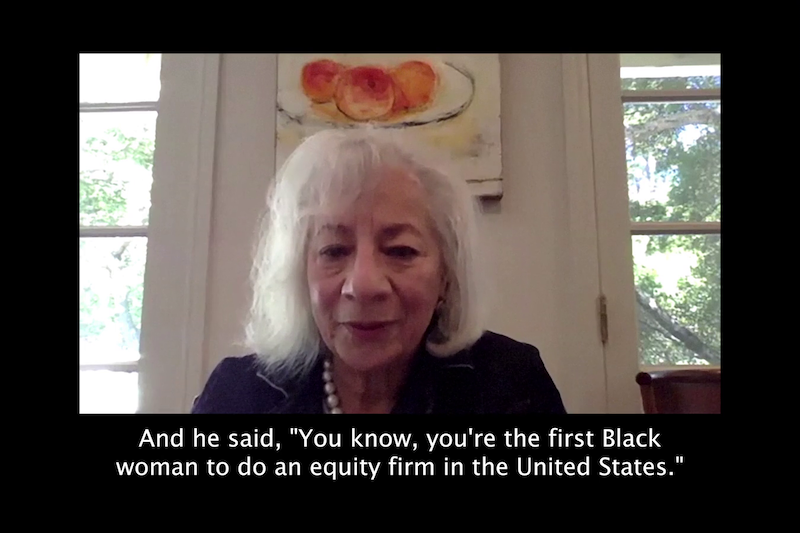 And he said, "You know, you're the first Black
woman to do an equity firm in the United States."